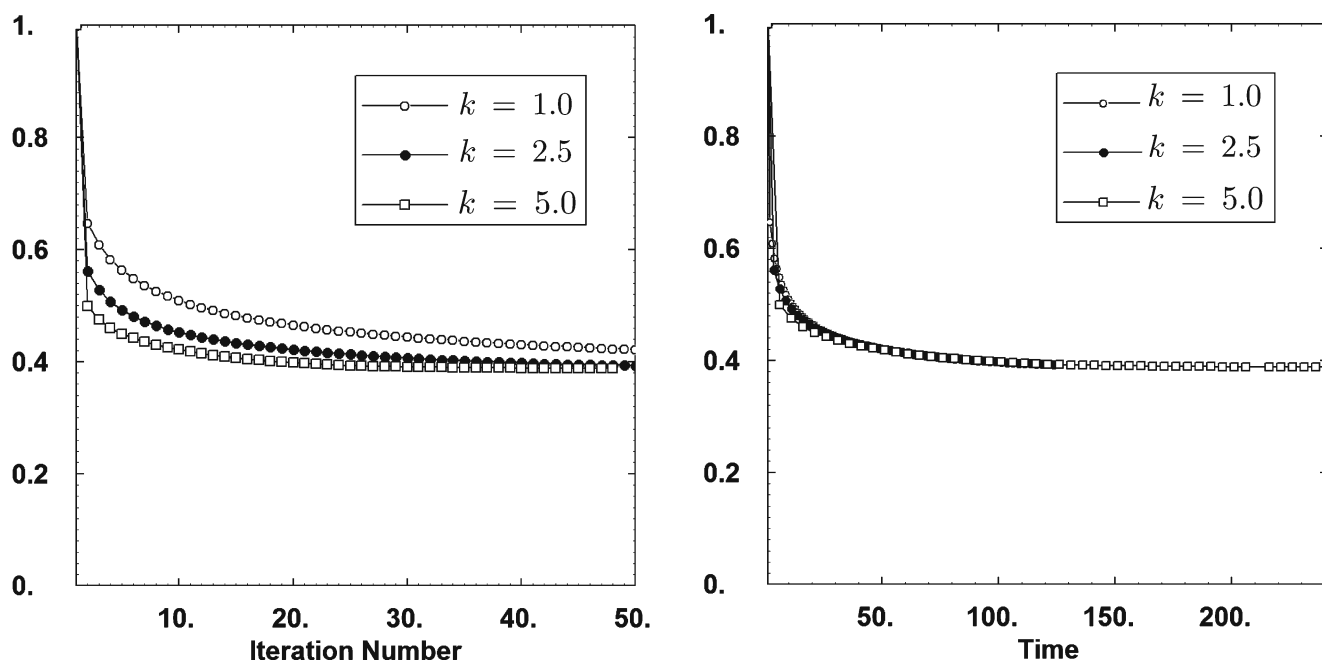 1.
0.8
0.6
0.4
0.2
0.
k = 1.0
k = 2.5
k = 5.0
10.
20.
30.
40.
50.
Iteration Number
1.
0.8
0.6
0.4
0.2
0.
k = 1.0
k = 2.5
k = 5.0
50.
100.
150.
200.
Time